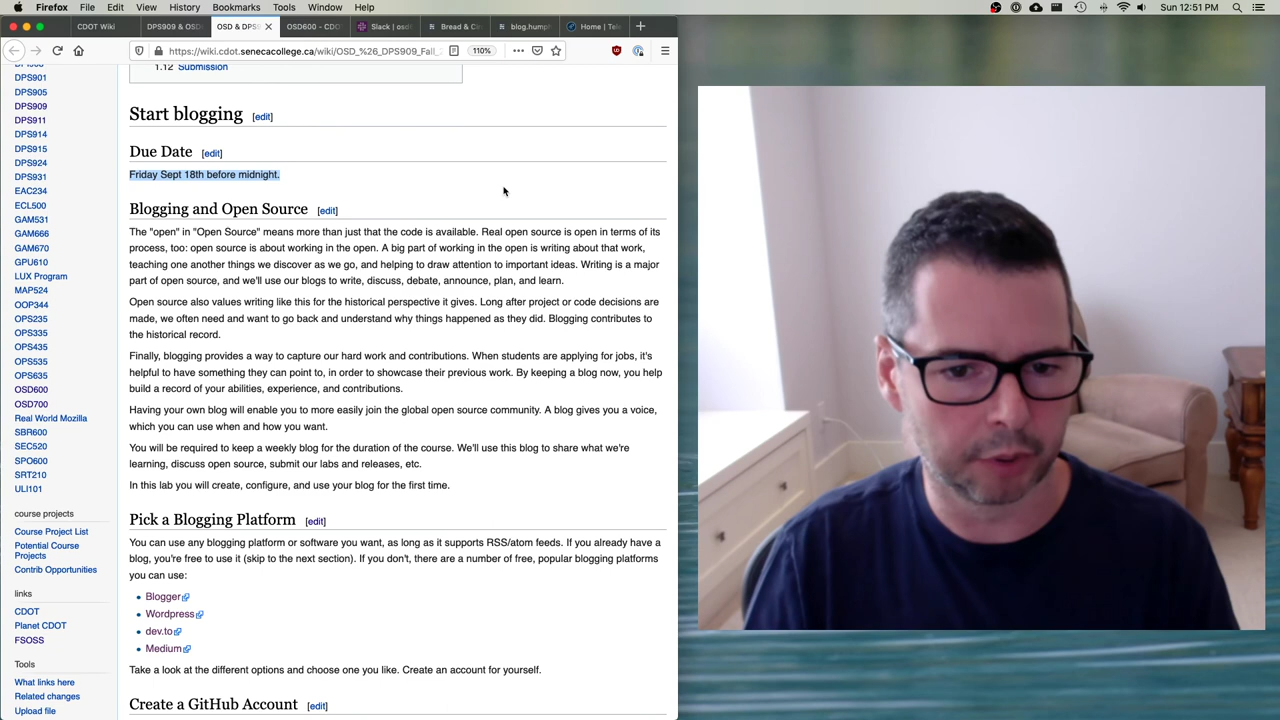 Firefox File Edit View History Bookmarks Tools Window Help
Sun 12:51 PM
CDOT Wiki
DPS909 & OSD
OSD & DPS
OSD600 - CDO
Slack | osd
Bread & Ci
blog.humph
Home | Tele
https://wiki.cdot.senecacollege.ca/wiki/OSD_%26_DPS909_Fall_
110%
DPS901
DPS905
DPS909
DPS911
DPS914
DPS915
DPS924
DPS931
EAC234
ECL500
GAM531
GAM666
GAM670
GPU610
LUX Program
MAP524
OOP344
OPS235
OPS335
OPS435
OPS535
OPS635
OSD600
OSD700
Real World Mozilla
SBR600
SEC520
SPO600
SRT210
ULI101
course projects
Course Project List
Potential Course
Projects
Contrib Opportunities
links
CDOT
Planet CDOT
FSOSS
Tools
What links here
Related changes
Upload file
1.12 Submission
Start blogging [edit]
Due Date [edit]
Friday Sept 18th before midnight.
Blogging and Open Source [edit]
The "open" in "Open Source" means more than just that the code is available. Real open source is open in terms of its
process, too: open source is about working in the open. A big part of working in the open is writing about that work,
teaching one another things we discover as we go, and helping to draw attention to important ideas. Writing is a major
part of open source, and we'll use our blogs to write, discuss, debate, announce, plan, and learn.
Open source also values writing like this for the historical perspective it gives. Long after project or code decisions are
made, we often need and want to go back and understand why things happened as they did. Blogging contributes to
the historical record.
Finally, blogging provides a way to capture our hard work and contributions. When students are applying for jobs, it's
helpful to have something they can point to, in order to showcase their previous work. By keeping a blog now, you help
build a record of your abilities, experience, and contributions.
Having your own blog will enable you to more easily join the global open source community. A blog gives you a voice,
which you can use when and how you want.
You will be required to keep a weekly blog for the duration of the course. We'll use this blog to share what we're
learning, discuss open source, submit our labs and releases, etc.
In this lab you will create, configure, and use your blog for the first time.
Pick a Blogging Platform [edit]
You can use any blogging platform or software you want, as long as it supports RSS/atom feeds. If you already have a
blog, you're free to use it (skip to the next section). If you don't, there are a number of free, popular blogging platforms
you can use:
• Blogger
• Wordpress
• dev.to
• Medium
Take a look at the different options and choose one you like. Create an account for yourself.
Create a GitHub Account [edit]